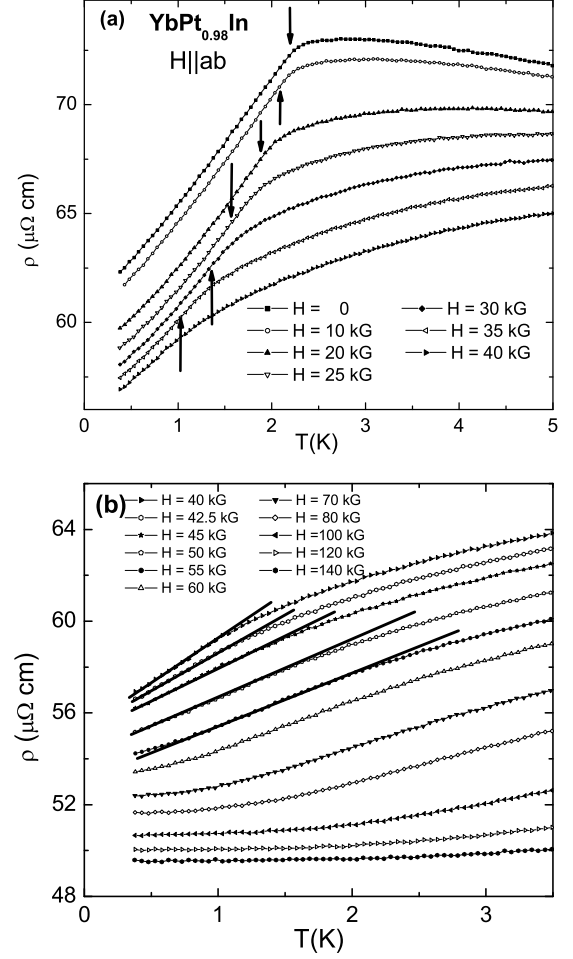 (a) YbPt0.98In
H||ab
70
65
60
ρ (μΩ cm)
H = 0
H = 10 kG
H = 20 kG
H = 25 kG
H = 30 kG
H = 35 kG
H = 40 kG
0 1 2 3 4 5
T(K)
(b)
H = 40 kG
H = 42.5 kG
H = 45 kG
H = 50 kG
H = 55 kG
H = 60 kG
H = 70 kG
H = 80 kG
H =100 kG
H =120 kG
H =140 kG
64
60
56
52
48
ρ (μΩ cm)
0 1 2 3
T(K)